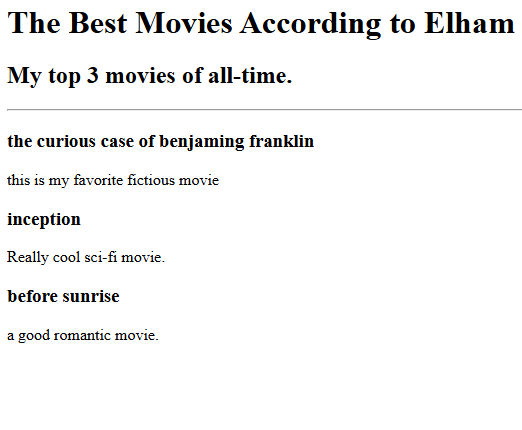 The Best Movies According to Elham
My top 3 movies of all-time.
the curious case of benjaming franklin
this is my favorite fictious movie
inception
Really cool sci-fi movie.
before sunrise
a good romantic movie.